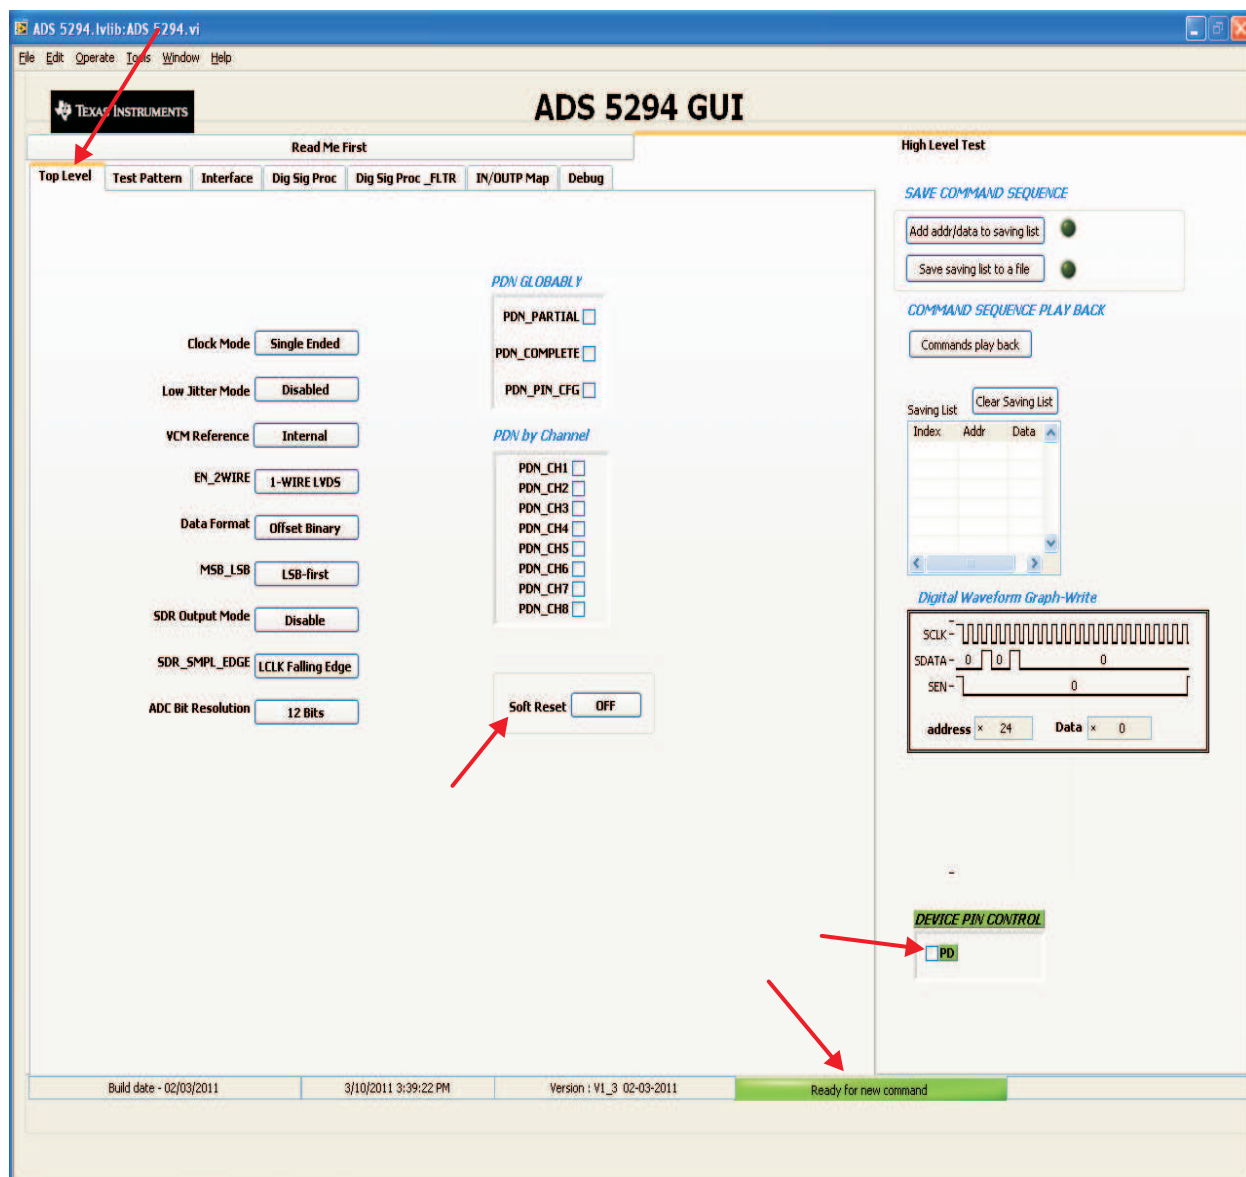 ADS 5294.lvlib:ADS 5294.vi
File Edit Operate Tools Window Help
TEXAS INSTRUMENTS
ADS 5294 GUI
Read Me First
High Level Test
Top Level Test Pattern Interface Dig Sig Proc Dig Sig Proc _FLTR IN/OUTP Map Debug
PDN GLOBABLY
PDN_PARTIAL
PDN_COMPLETE
PDN_PIN_CFG
Clock Mode Single Ended
Low Jitter Mode Disabled
VCM Reference Internal
EN_2WIRE 1-WIRE LVDS
Data Format Offset Binary
MSB_LSB LSB-first
SDR Output Mode Disable
SDR_SMPL_EDGE LCLK Falling Edge
ADC Bit Resolution 12 Bits
PDN by Channel
PDN_CH1
PDN_CH2
PDN_CH3
PDN_CH4
PDN_CH5
PDN_CH6
PDN_CH7
PDN_CH8
Soft Reset OFF
SAVE COMMAND SEQUENCE
Add addr/data to saving list
Save saving list to a file
COMMAND SEQUENCE PLAY BACK
Commands play back
Saving List Clear Saving List
Index Addr Data
Digital Waveform Graph-Write
SCLK
SDATA 0 0 0
SEN 0
address × 24 Data × 0
DEVICE PIN CONTROL
PD
Build date - 02/03/2011 3/10/2011 3:39:22 PM Version : V1_3 02-03-2011 Ready for new command